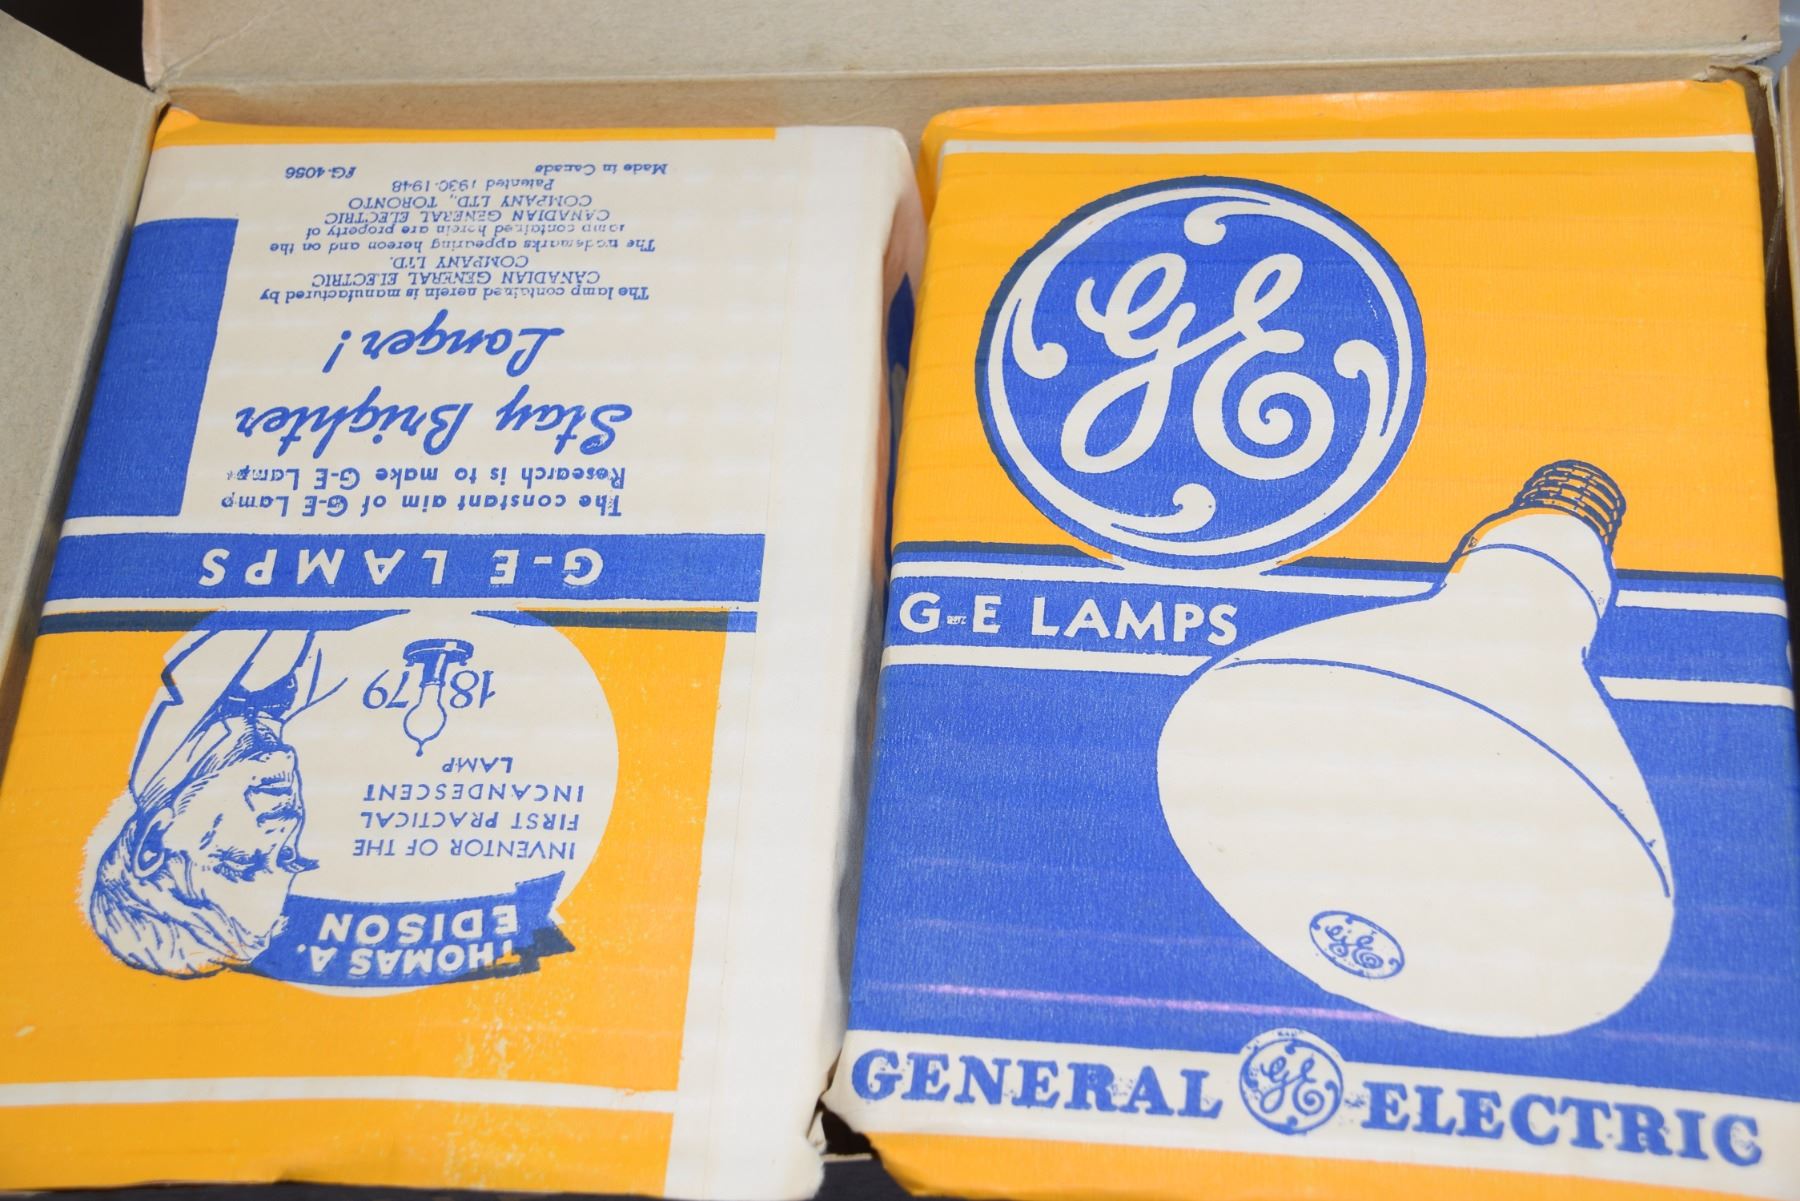 THOMAS A.
EDISON
INVENTOR OF THE
FIRST PRACTICAL
INCANDESCENT
LAMP
1879
G-E LAMPS
The constant aim of G-E Lamp
Research is to make G-E Lamps
Stay Brighter
Longer!
The lamp contained herein is manufactured by
CANADIAN GENERAL ELECTRIC
COMPANY LTD.
The trademarks appearing hereon and on the
lamp contained herein are property of
CANADIAN GENERAL ELECTRIC
COMPANY LTD., TORONTO
Patented 1930-1948
Made in Canada FG-4056
GE
G-E LAMPS
GE
GENERAL GE ELECTRIC